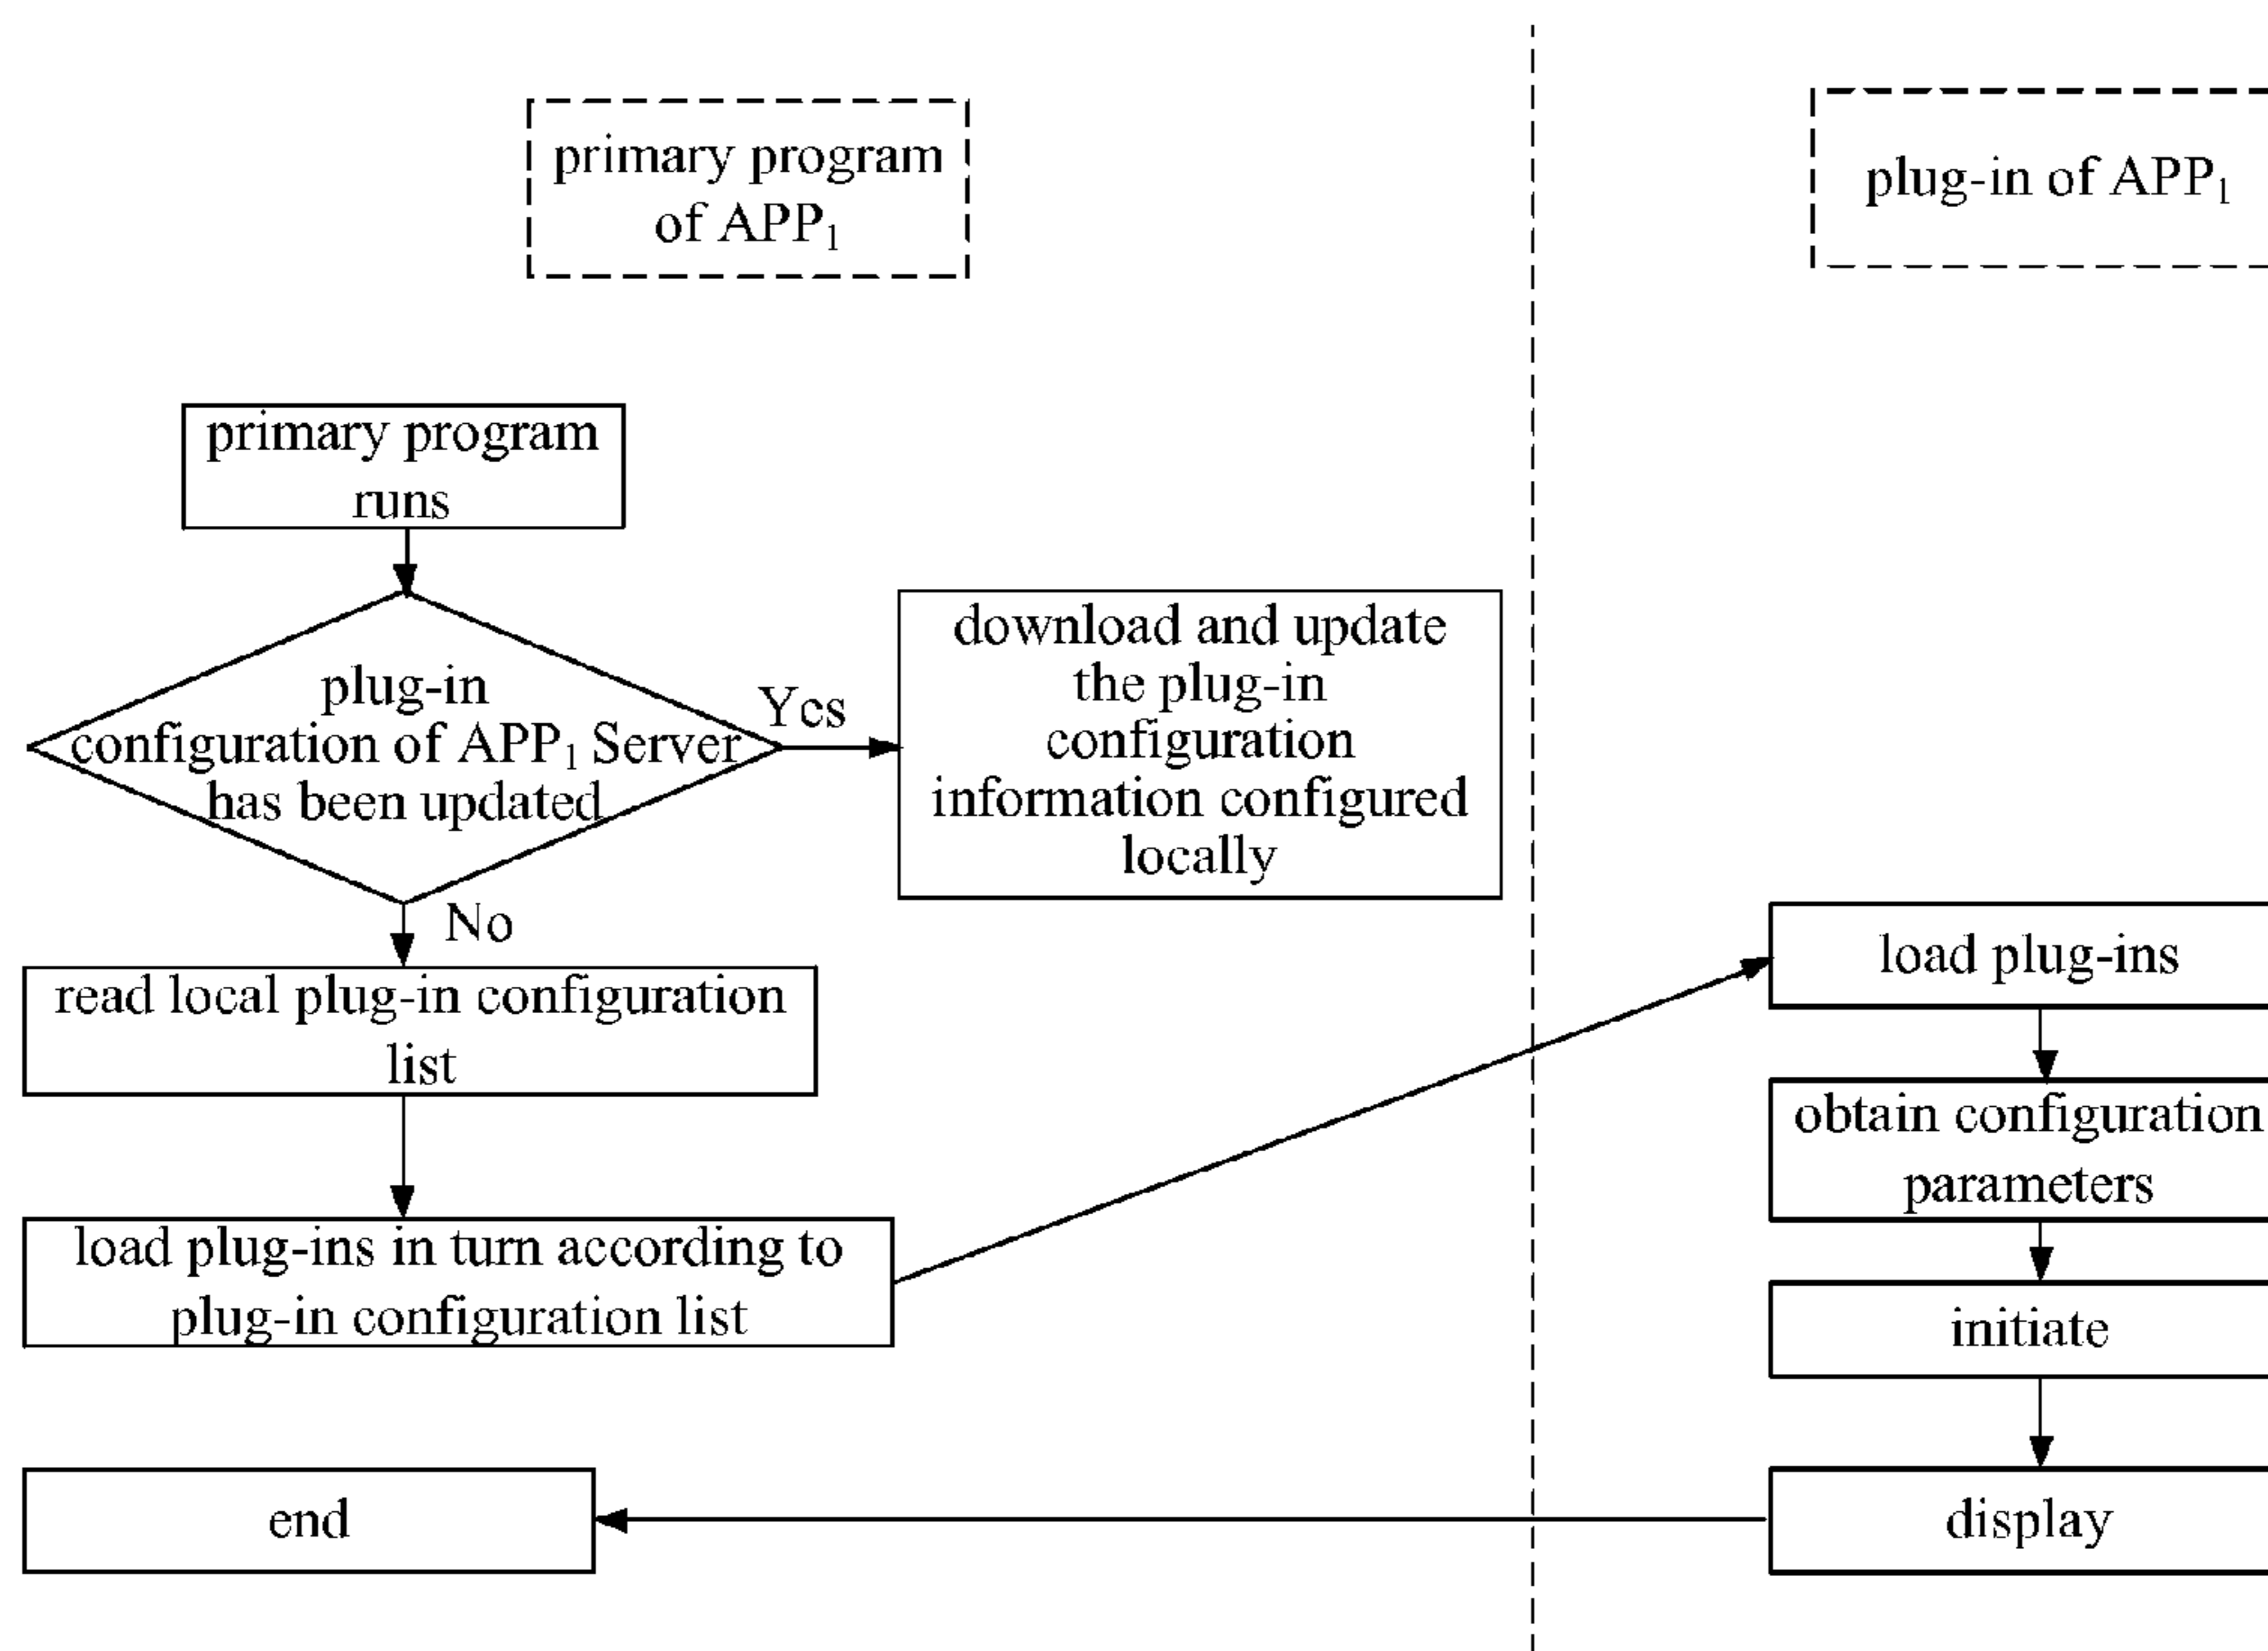 primary program
of APP₁
plug-in of APP₁
primary program
runs
plug-in
configuration of APP₁ Server
has been updated
Yes
No
download and update
the plug-in
configuration
information configured
locally
read local plug-in configuration
list
load plug-ins in turn according to
plug-in configuration list
load plug-ins
obtain configuration
parameters
initiate
display
end